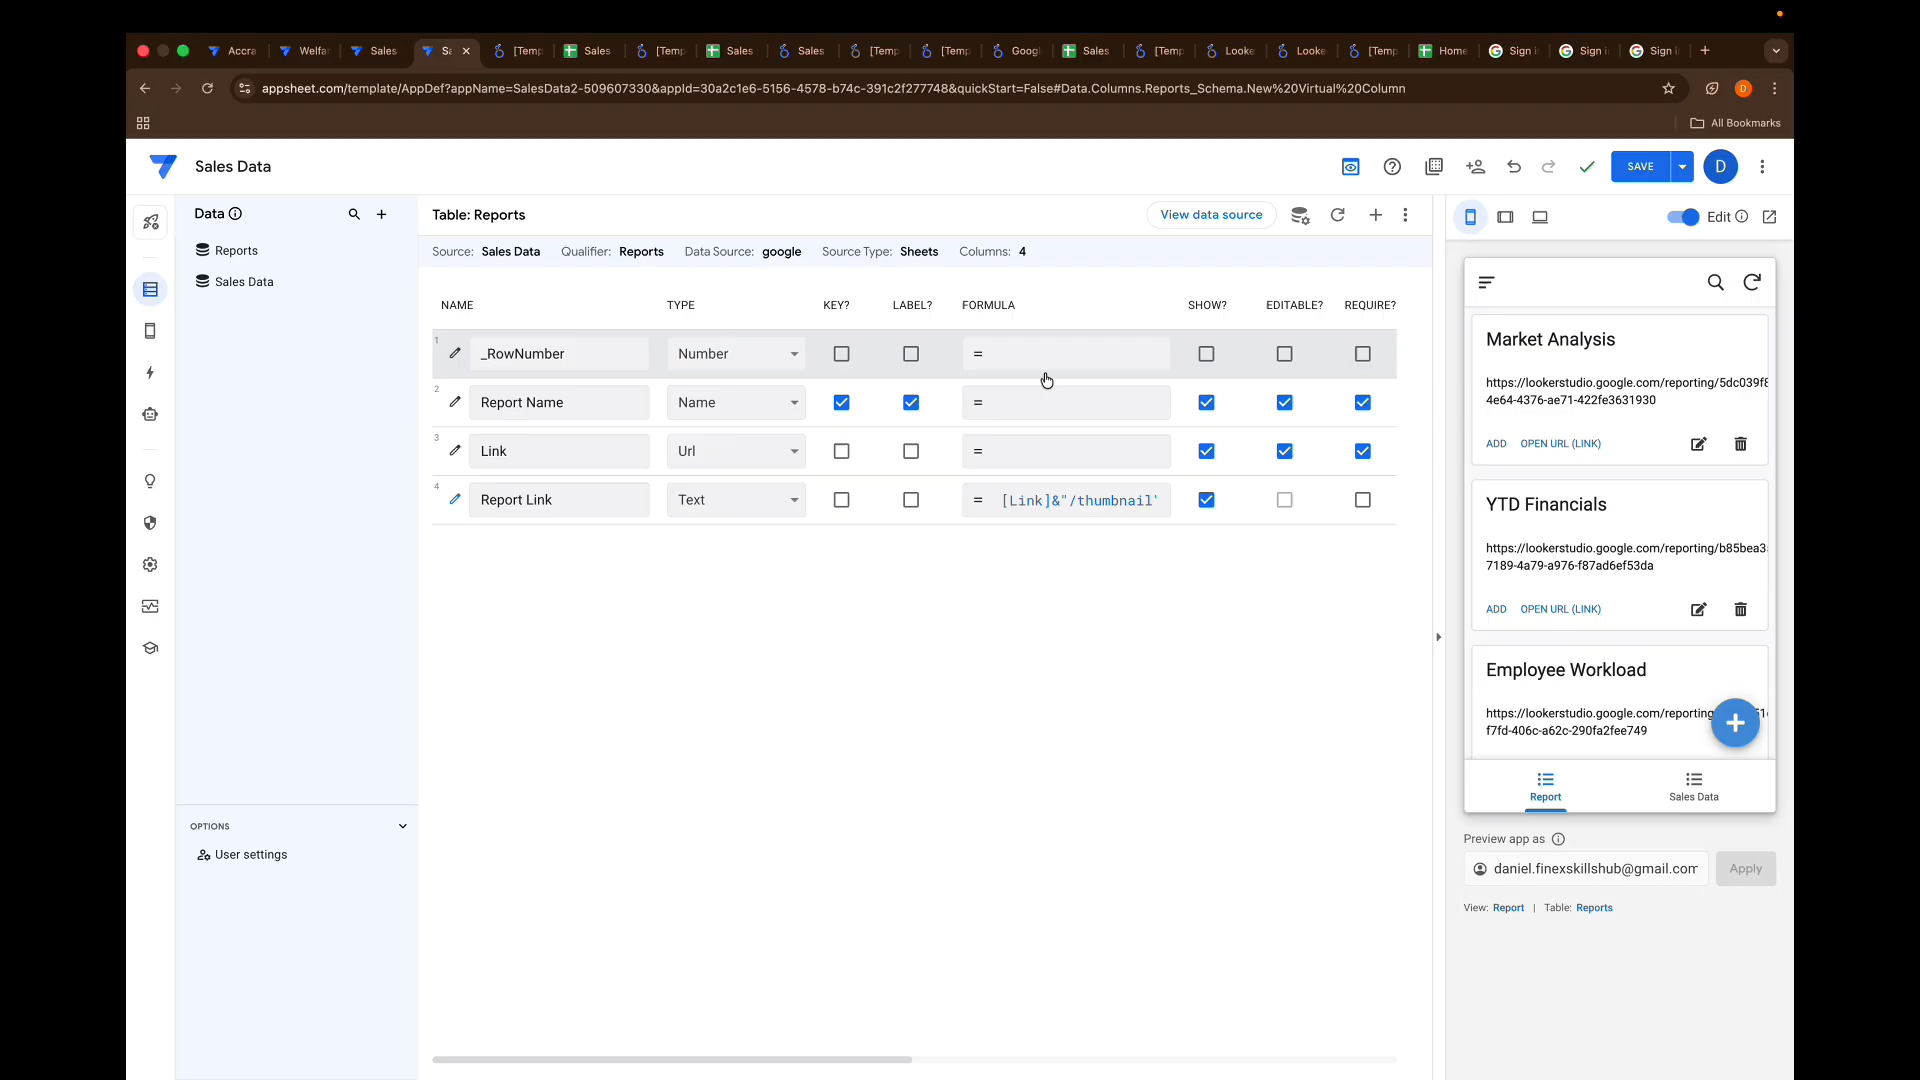 Accra
Welfa
Sales
Sa
[Temp
Sales
[Temp
Sales
Sales
[Temp
[Temp
Goog
Sales
[Temp
Looke
Looke
[Temp
Home
Sign i
Sign i
Sign i
appsheet.com/template/AppDef?appName=SalesData2-509607330&appId=30a2c1e6-5156-4578-b74c-391c2f277748&quickStart=False#Data.Columns.Reports_Schema.New%20Virtual%20Column
D
All Bookmarks
Sales Data
SAVE
D
Data
Reports
Sales Data
OPTIONS
User settings
Table: Reports
View data source
Source: Sales Data Qualifier: Reports Data Source: google Source Type: Sheets Columns: 4
NAME TYPE KEY? LABEL? FORMULA SHOW? EDITABLE? REQUIRE?
1 _RowNumber Number =
2 Report Name Name =
3 Link Url =
4 Report Link Text = [Link]&"/thumbnail'
Edit
Market Analysis
https://lookerstudio.google.com/reporting/5dc039f8
4e64-4376-ae71-422fe3631930
ADD OPEN URL (LINK)
YTD Financials
https://lookerstudio.google.com/reporting/b85bea3
7189-4a79-a976-f87ad6ef53da
ADD OPEN URL (LINK)
Employee Workload
https://lookerstudio.google.com/reporting
f7fd-406c-a62c-290fa2fee749
Report
Sales Data
Preview app as
daniel.finexskillshub@gmail.com
Apply
View: Report | Table: Reports